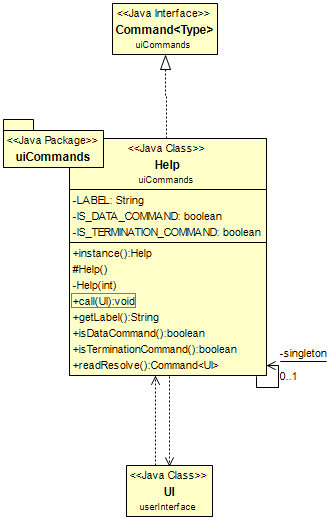 <<Java Interface>>
Command<Type>
uiCommands
<<Java Package>>
uiCommands
<<Java Class>>
Help
uiCommands
-LABEL: String
-IS_DATA_COMMAND: boolean
-IS_TERMINATION_COMMAND: boolean
+instance():Help
#Help()
-Help(int)
+call(UI):void
+getLabel():String
+isDataCommand():boolean
+isTerminationCommand():boolean
+readResolve():Command<UI>
-singleton
0..1
<<Java Class>>
UI
userInterface